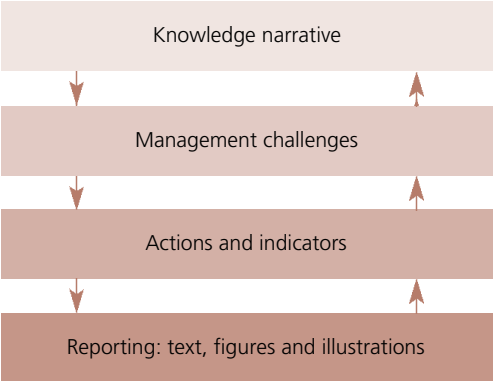 Knowledge narrative
Management challenges
Actions and indicators
Reporting: text, figures and illustrations